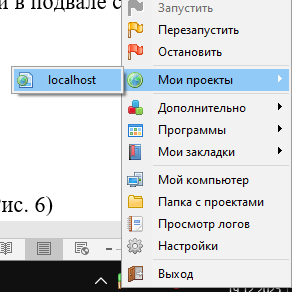 и в подвале с
Запустить
Перезапустить
Остановить
localhost
Мои проекты
Дополнительно
Программы
Мои закладки
Мой компьютер
Папка с проектами
ис. 6)
Просмотр логов
Настройки
Выход